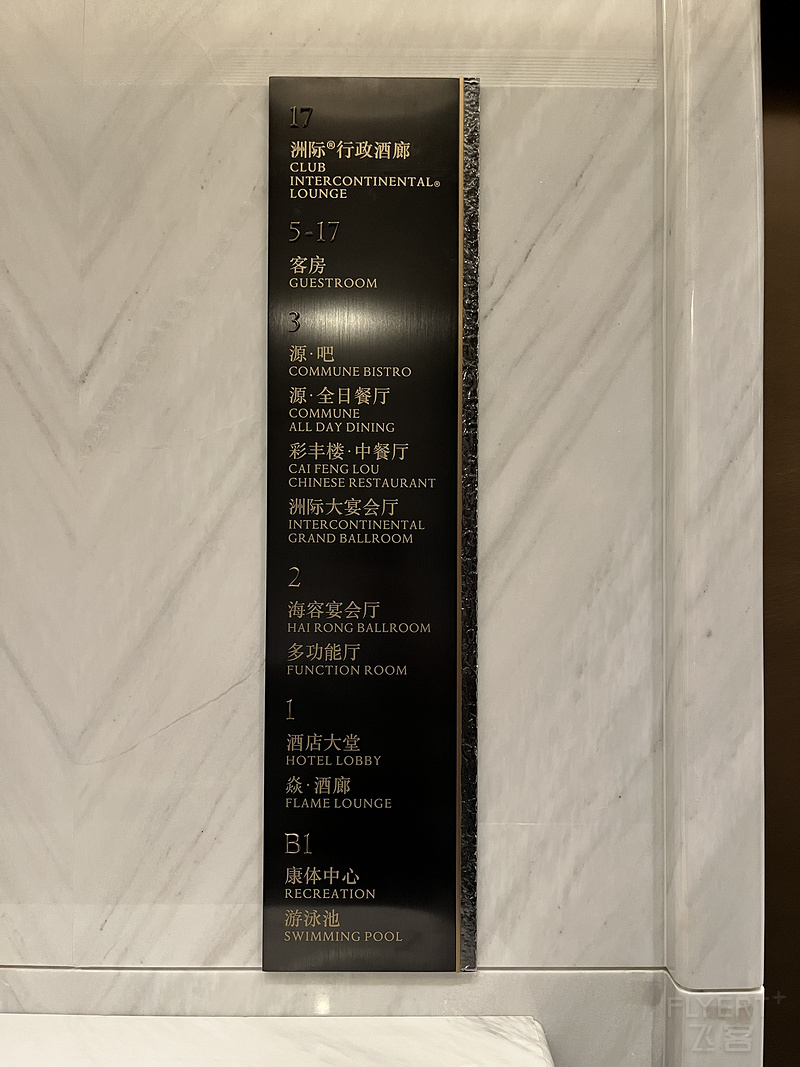 17
洲际®行政酒廊
CLUB
INTERCONTINENTAL®
LOUNGE
5-17
客房
GUESTROOM
3
源·吧
COMMUNE BISTRO
源·全日餐厅
COMMUNE
ALL DAY DINING
彩丰楼·中餐厅
CAI FENG LOU
CHINESE RESTAURANT
洲际大宴会厅
INTERCONTINENTAL
GRAND BALLROOM
2
海容宴会厅
HAI RONG BALLROOM
多功能厅
FUNCTION ROOM
1
酒店大堂
HOTEL LOBBY
焱·酒廊
FLAME LOUNGE
B1
康体中心
RECREATION
游泳池
SWIMMING POOL
FLYERT+
飞客